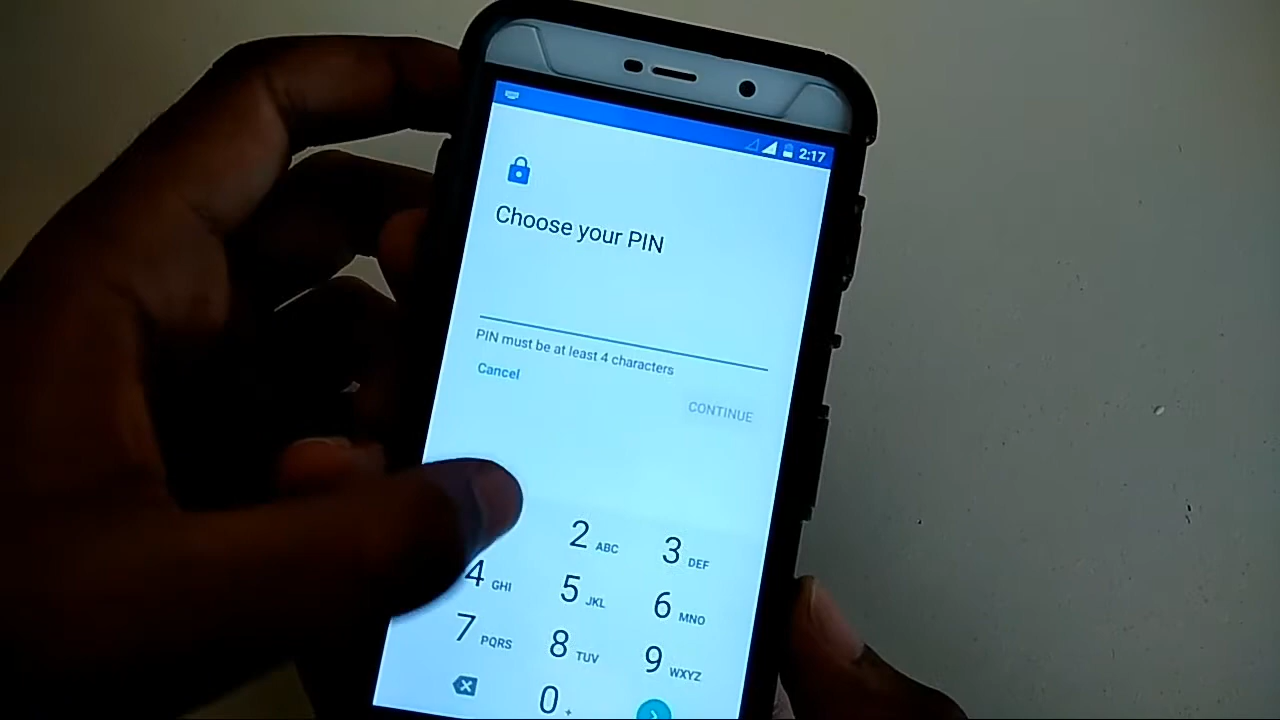 2:17
Choose your PIN
PIN must be at least 4 characters
Cancel
CONTINUE
2 ABC 3 DEF
4 GHI 5 JKL 6 MNO
7 PQRS 8 TUV 9 WXYZ
0 +